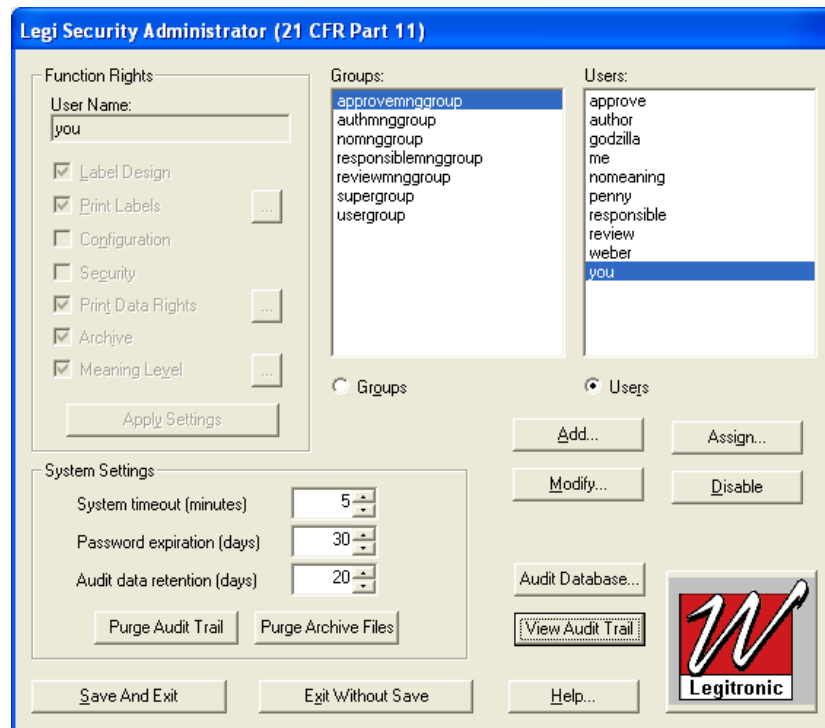 Legi Security Administrator (21 CFR Part 11)
Function Rights
User Name:
you
Label Design
Print Labels
...
Configuration
Security
Print Data Rights
...
Archive
Meaning Level
...
Apply Settings
Groups:
approvemnggroup
authmnggroup
nomnggroup
responsiblemnggroup
reviewmnggroup
supergroup
usergroup
Groups
Users:
approve
author
godzilla
me
nomeaning
penny
responsible
review
weber
you
Users
Add...
Assign...
Modify...
Disable
System Settings
System timeout (minutes)
5
Password expiration (days)
30
Audit data retention (days)
20
Purge Audit Trail
Purge Archive Files
Audit Database...
View Audit Trail
Save And Exit
Exit Without Save
Help...
W
Legitronic